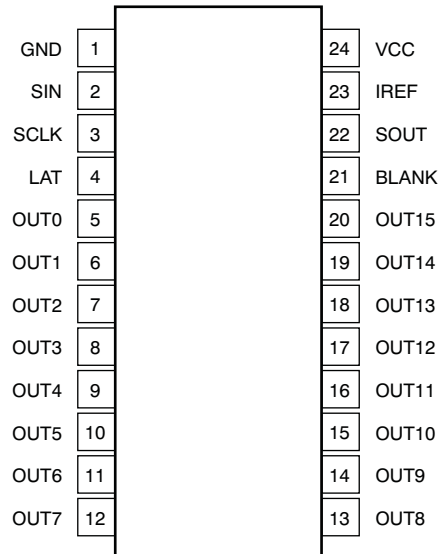 GND 1 24 VCC
SIN 2 23 IREF
SCLK 3 22 SOUT
LAT 4 21 BLANK
OUT0 5 20 OUT15
OUT1 6 19 OUT14
OUT2 7 18 OUT13
OUT3 8 17 OUT12
OUT4 9 16 OUT11
OUT5 10 15 OUT10
OUT6 11 14 OUT9
OUT7 12 13 OUT8